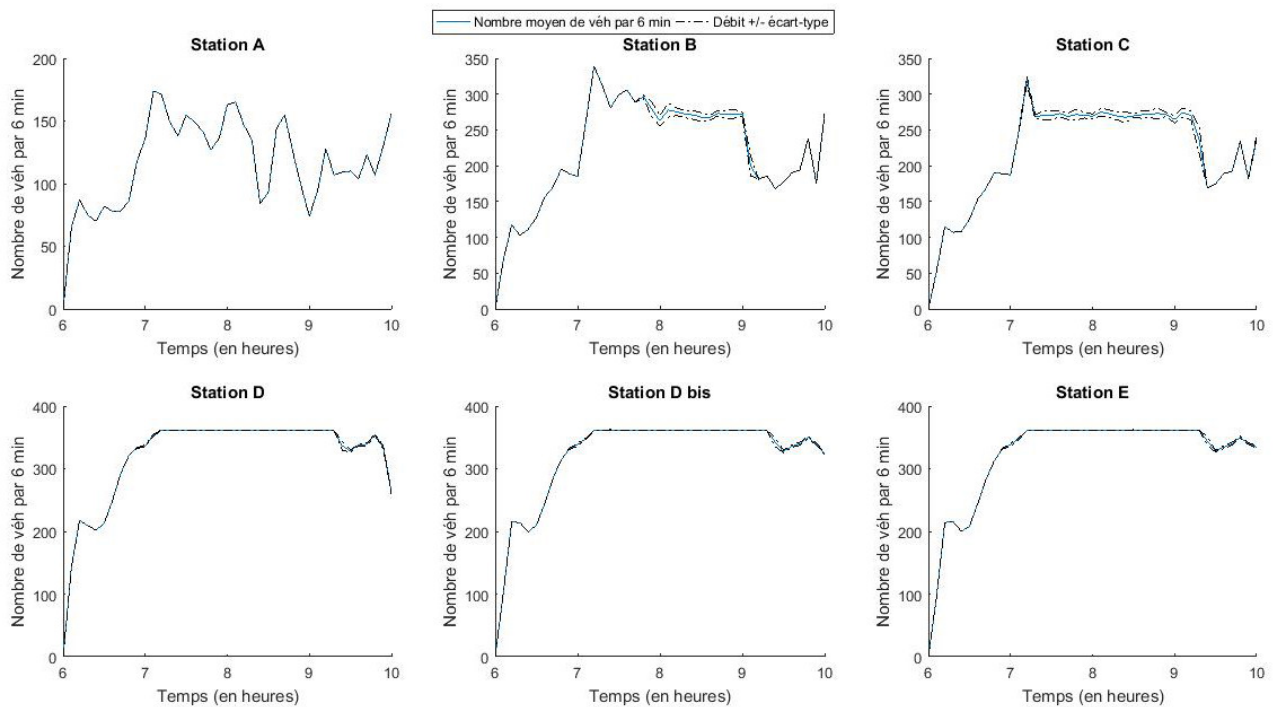 Nombre moyen de véh par 6 min
Débit +/- écart-type
Station A
Nombre de véh par 6 min
200
150
100
50
0
6 7 8 9 10
Temps (en heures)
Station B
Nombre de véh par 6 min
350
300
250
200
150
100
50
0
6 7 8 9 10
Temps (en heures)
Station C
Nombre de véh par 6 min
350
300
250
200
150
100
50
0
6 7 8 9 10
Temps (en heures)
Station D
Nombre de véh par 6 min
400
300
200
100
0
6 7 8 9 10
Temps (en heures)
Station D bis
Nombre de véh par 6 min
400
300
200
100
0
6 7 8 9 10
Temps (en heures)
Station E
Nombre de véh par 6 min
400
300
200
100
0
6 7 8 9 10
Temps (en heures)